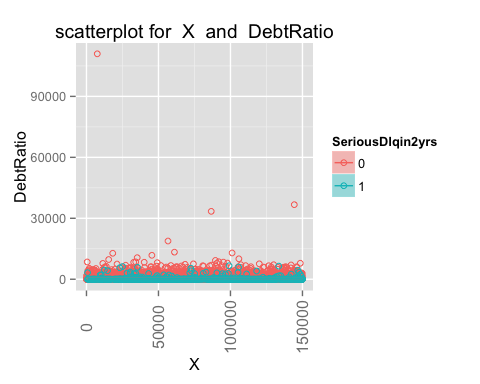 scatterplot for X and DebtRatio
DebtRatio
90000
60000
30000
0
0
50000
100000
150000
X
SeriousDlqin2yrs
0
1